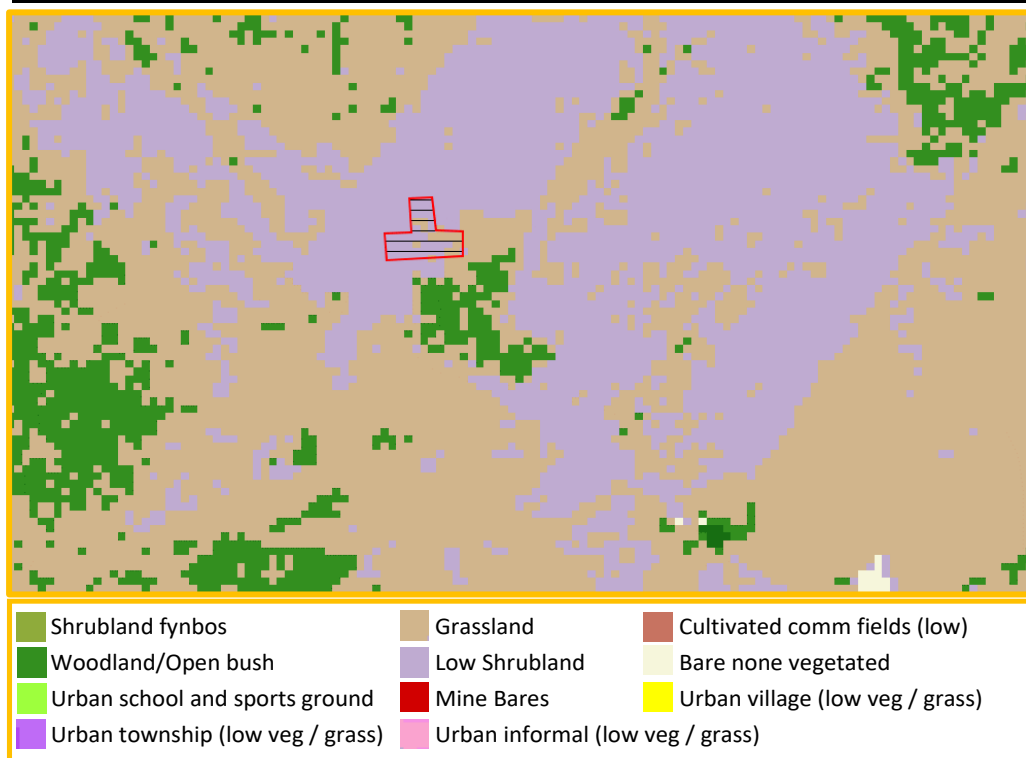 Shrubland fynbos
Grassland
Cultivated comm fields (low)
Woodland/Open bush
Low Shrubland
Bare none vegetated
Urban school and sports ground
Mine Bares
Urban village (low veg / grass)
Urban township (low veg / grass)
Urban informal (low veg / grass)